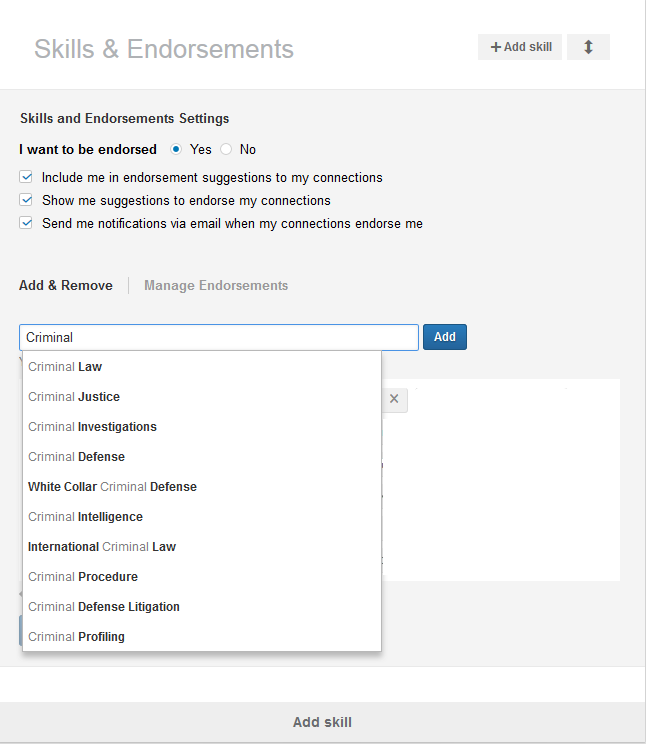 Skills & Endorsements
+ Add skill
Skills and Endorsements Settings
I want to be endorsed Yes No
Include me in endorsement suggestions to my connections
Show me suggestions to endorse my connections
Send me notifications via email when my connections endorse me
Add & Remove Manage Endorsements
Criminal Add
Criminal Law
Criminal Justice
Criminal Investigations
Criminal Defense
White Collar Criminal Defense
Criminal Intelligence
International Criminal Law
Criminal Procedure
Criminal Defense Litigation
Criminal Profiling
Add skill